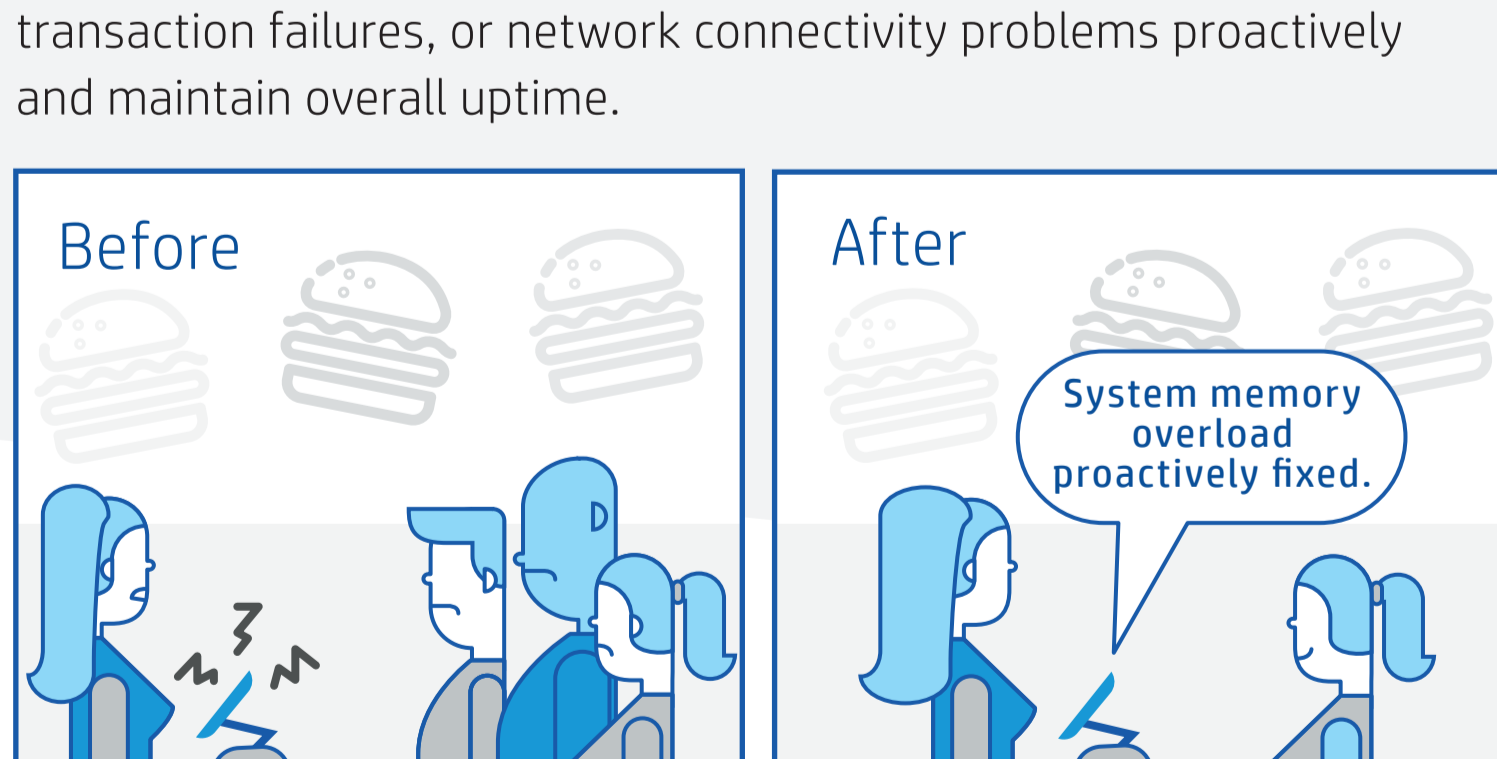 transaction failures, or network connectivity problems proactively
and maintain overall uptime.
Before
After
System memory
overload
proactively fixed.